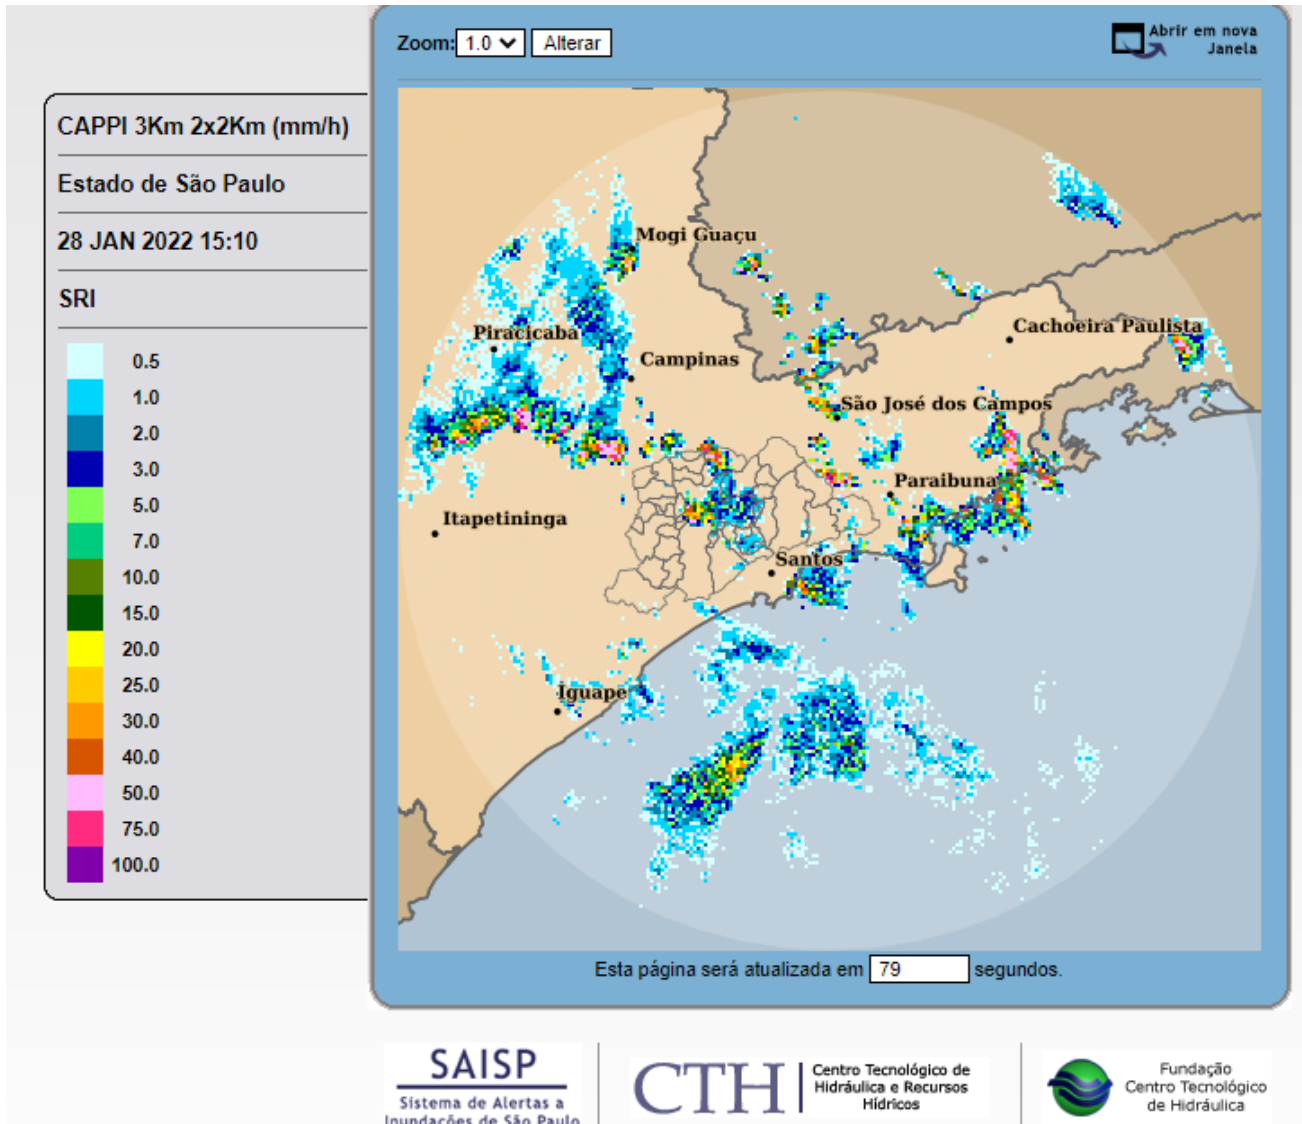 Zoom: 1.0 Alterar
Abrir em nova
Janela
CAPPI 3Km 2x2Km (mm/h)
Estado de São Paulo
28 JAN 2022 15:10
SRI
0.5
1.0
2.0
3.0
5.0
7.0
10.0
15.0
20.0
25.0
30.0
40.0
50.0
75.0
100.0
Mogi Guaçu
Piracicaba
Cachoeira Paulista
Campinas
São José dos Campos
Paraibuna
Itapetininga
Santos
Iguape
Esta página será atualizada em 79 segundos.
SAISP
Sistema de Alertas a
Inundações de São Paulo
CTH
Centro Tecnológico de
Hidráulica e Recursos
Hídricos
Fundação
Centro Tecnológico
de Hidráulica